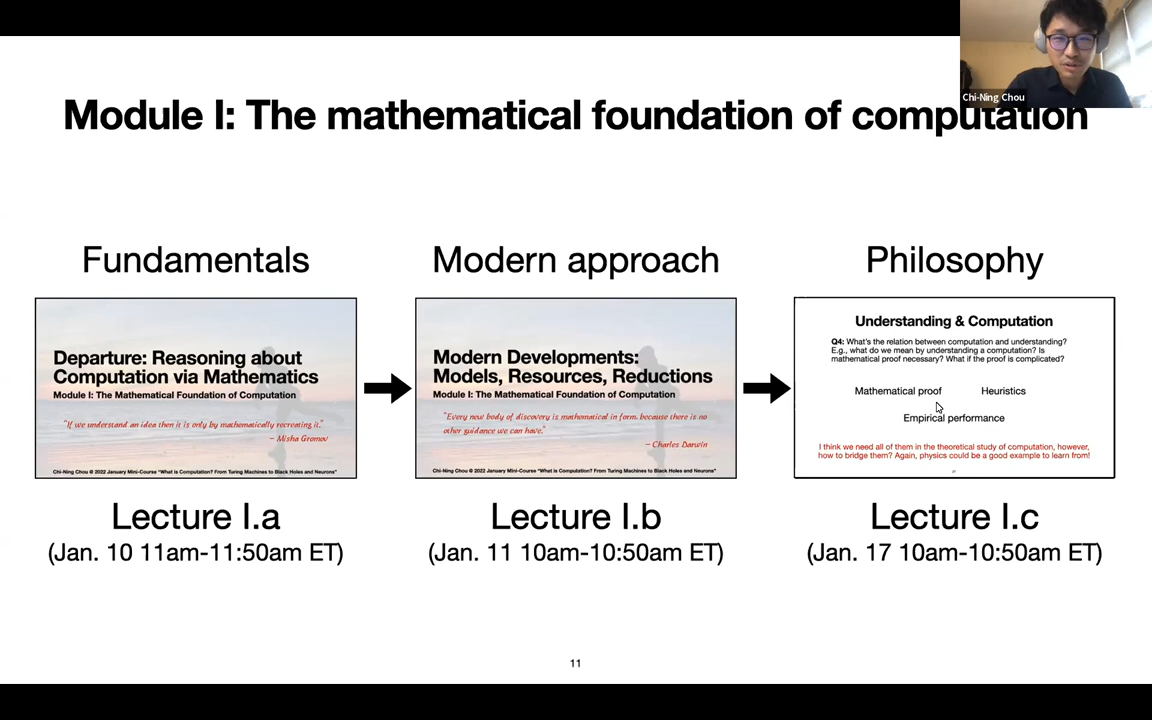 Chi-Ning Chou
Module I: The mathematical foundation of computation
Fundamentals
Departure: Reasoning about
Computation via Mathematics
Module I: The Mathematical Foundation of Computation
"If we understand an idea then it is only by mathematically recreating it."
– Misha Gromov
Chi-Ning Chou @ 2022 January Mini-Course "What is Computation? From Turing Machines to Black Holes and Neurons"
Lecture I.a
(Jan. 10 11am-11:50am ET)
Modern approach
Modern Developments:
Models, Resources, Reductions
Module I: The Mathematical Foundation of Computation
"Every new body of discovery is mathematical in form, because there is no
other guidance we can have."
– Charles Darwin
Chi-Ning Chou @ 2022 January Mini-Course "What is Computation? From Turing Machines to Black Holes and Neurons"
Lecture I.b
(Jan. 11 10am-10:50am ET)
Philosophy
Understanding & Computation
Q4: What's the relation between computation and understanding?
E.g., what do we mean by understanding a computation? Is
mathematical proof necessary? What if the proof is complicated?
Mathematical proof Heuristics
Empirical performance
I think we need all of them in the theoretical study of computation, however,
how to bridge them? Again, physics could be a good example to learn from!
Lecture I.c
(Jan. 17 10am-10:50am ET)
11